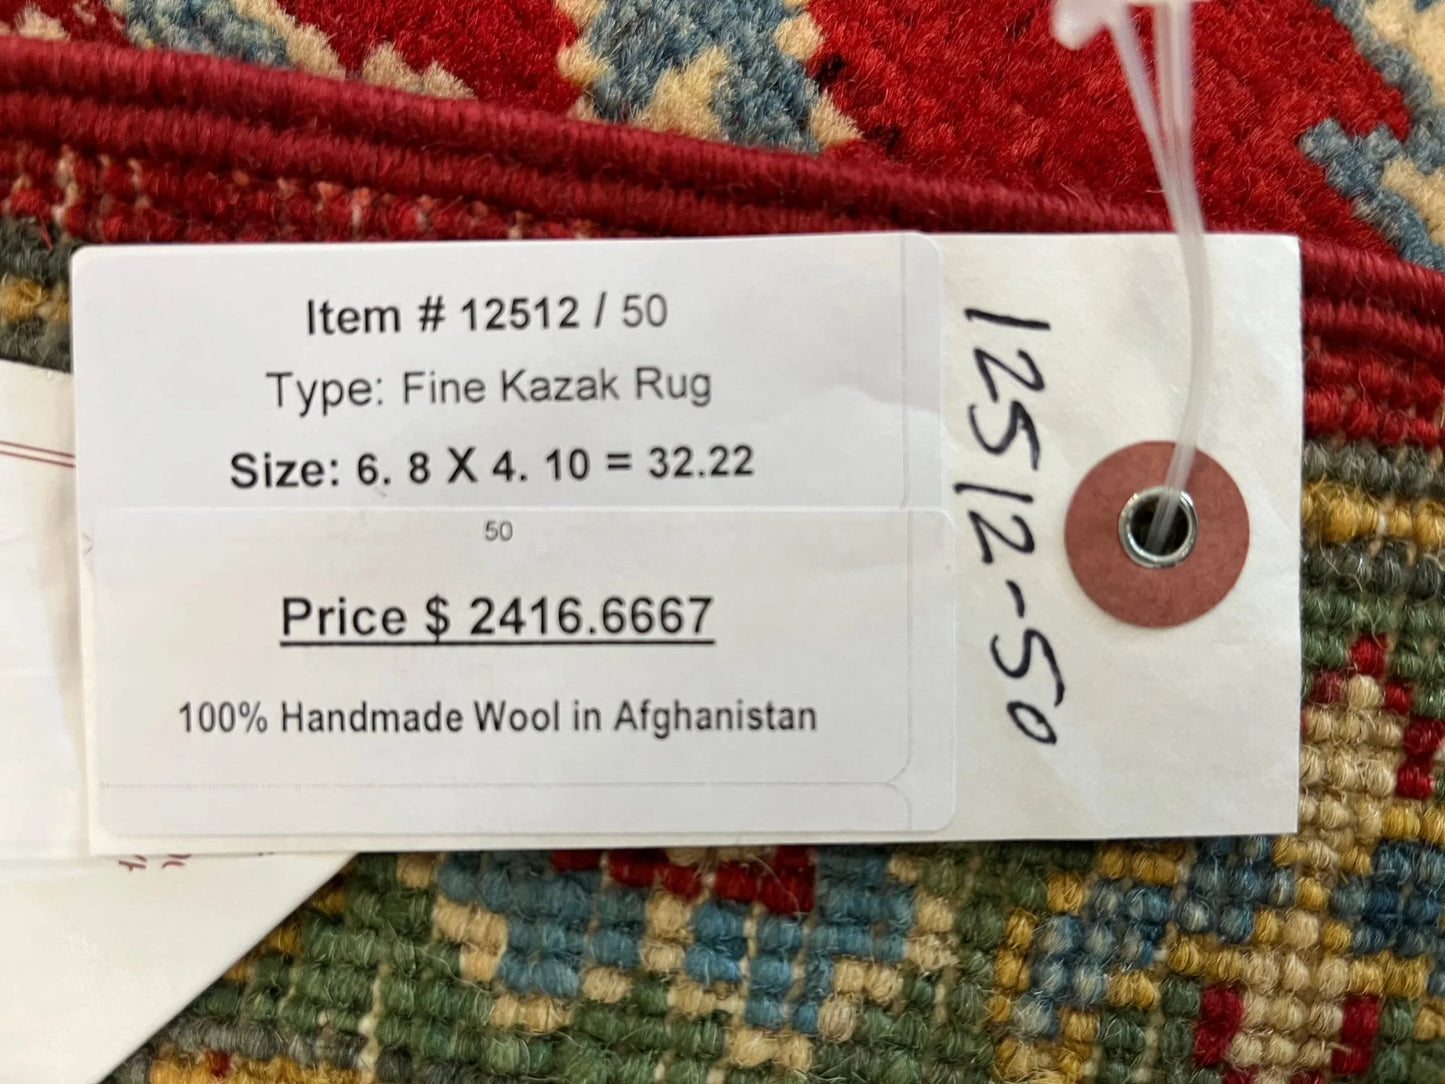 Item # 12512 / 50
Type: Fine Kazak Rug
Size: 6. 8 X 4. 10 = 32.22
50
Price $ 2416.6667
100% Handmade Wool in Afghanistan
12512-50